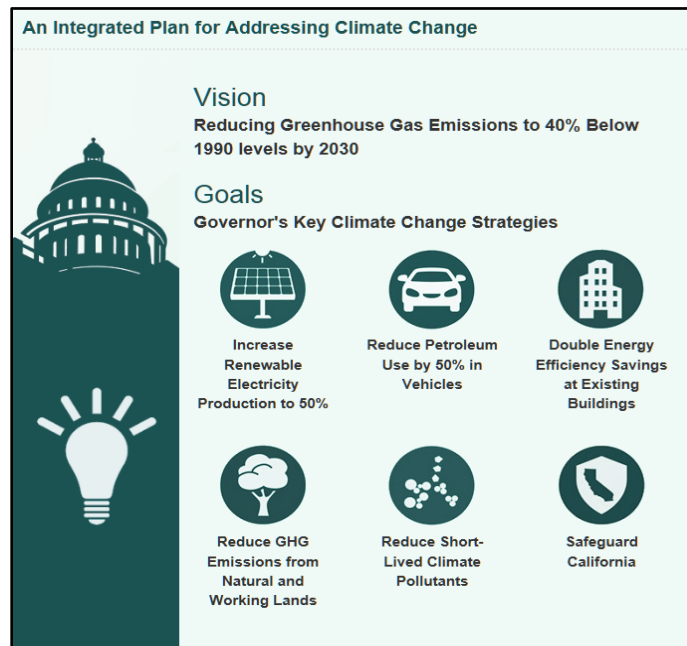 An Integrated Plan for Addressing Climate Change
Vision
Reducing Greenhouse Gas Emissions to 40% Below
1990 levels by 2030
Goals
Governor's Key Climate Change Strategies
Increase
Renewable
Electricity
Production to 50%
Reduce Petroleum
Use by 50% in
Vehicles
Double Energy
Efficiency Savings
at Existing
Buildings
Reduce GHG
Emissions from
Natural and
Working Lands
Reduce Short-
Lived Climate
Pollutants
Safeguard
California